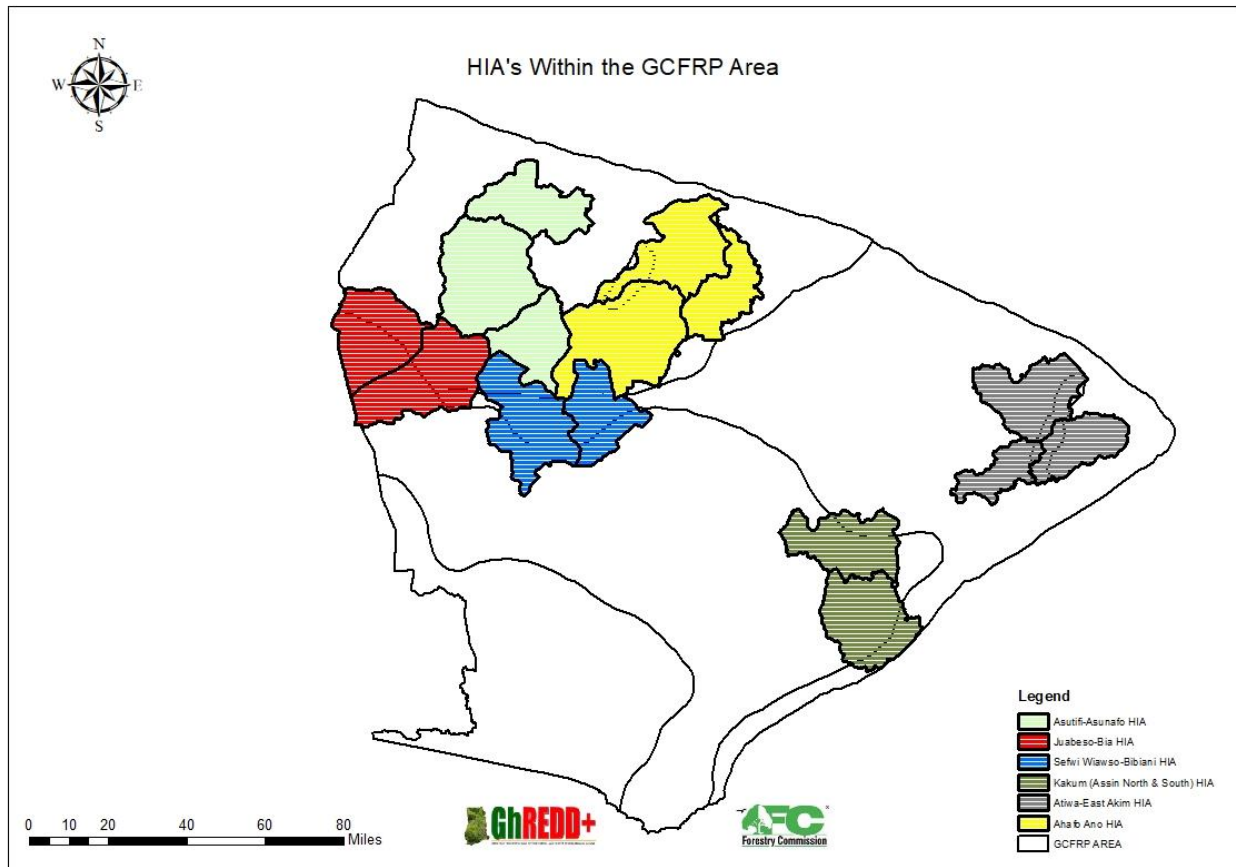 N
W E
S
HIA's Within the GCFRP Area
Legend
Asutifi-Asunafo HIA
Juabeso-Bia HIA
Sefwi Wiawso-Bibiani HIA
Kakum (Assin North & South) HIA
Atiwa-East Akim HIA
Ahafo Ano HIA
GCFRP AREA
0 5 10 20 40 60 80
Miles
GhREDD+
FC
Forestry Commission